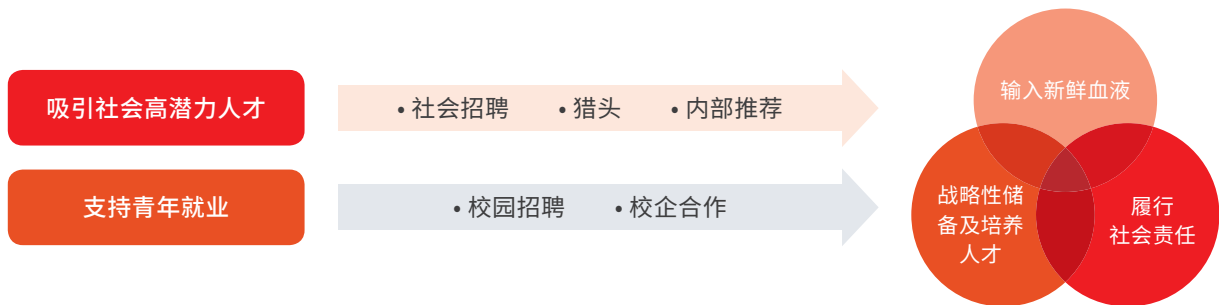 吸引社会高潜力人才
• 社会招聘 • 猎头 • 内部推荐
支持青年就业
• 校园招聘 • 校企合作
输入新鲜血液
战略性储
备及培养
人才
履行
社会责任